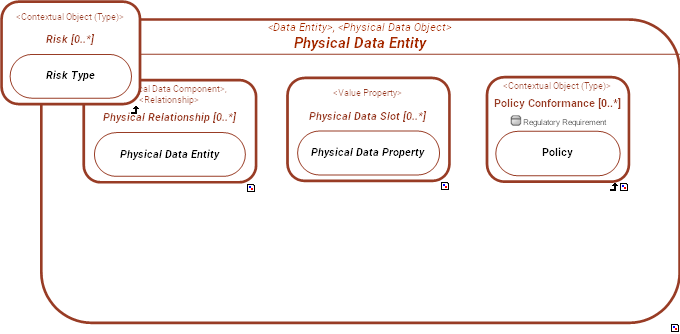 <Contextual Object (Type)>
Risk [0..*]
Risk Type
<Data Entity>, <Physical Data Object>
Physical Data Entity
al Data Component>,
<Relationship>
Physical Relationship [0..*]
Physical Data Entity
<Value Property>
Physical Data Slot [0..*]
Physical Data Property
<Contextual Object (Type)>
Policy Conformance [0..*]
Regulatory Requirement
Policy